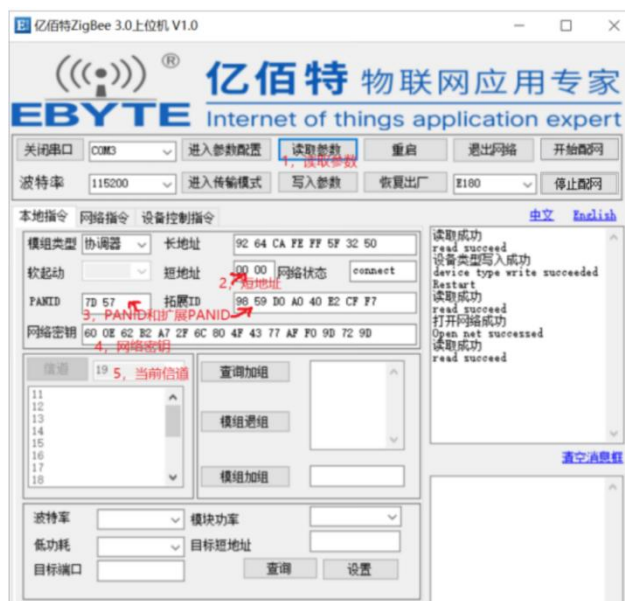 亿佰特ZigBee 3.0上位机 V1.0
®
亿佰特 物联网应用专家
EBYTE Internet of things application expert
关闭串口 COM3 进入参数配置 读取参数 重启 退出网络 开始配网
1，读取参数
波特率 115200 进入传输模式 写入参数 恢复出厂 E180 停止配网
本地指令 网络指令 设备控制指令
中文 English
模组类型 协调器 长地址 92 64 CA FE FF 5F 32 50
软起动 短地址 00 00 网络状态 connect
2，短地址
PANID 7D 57 拓展ID 98 59 D0 A0 40 E2 CF F7
3，PANID和扩展PANID
网络密钥 60 0E 62 B2 A7 2F 6C 80 4F 43 77 AF F0 9D 72 9D
4，网络密钥
信道 19 5，当前信道
11
12
13
14
15
16
17
18
查询加组
模组退组
模组加组
波特率 模块功率
低功耗 目标短地址
目标端口 查询 设置
读取成功
read succeed
设备类型写入成功
device type write succeeded
Restart
读取成功
read succeed
打开网络成功
Open net successed
读取成功
read succeed
清空消息框